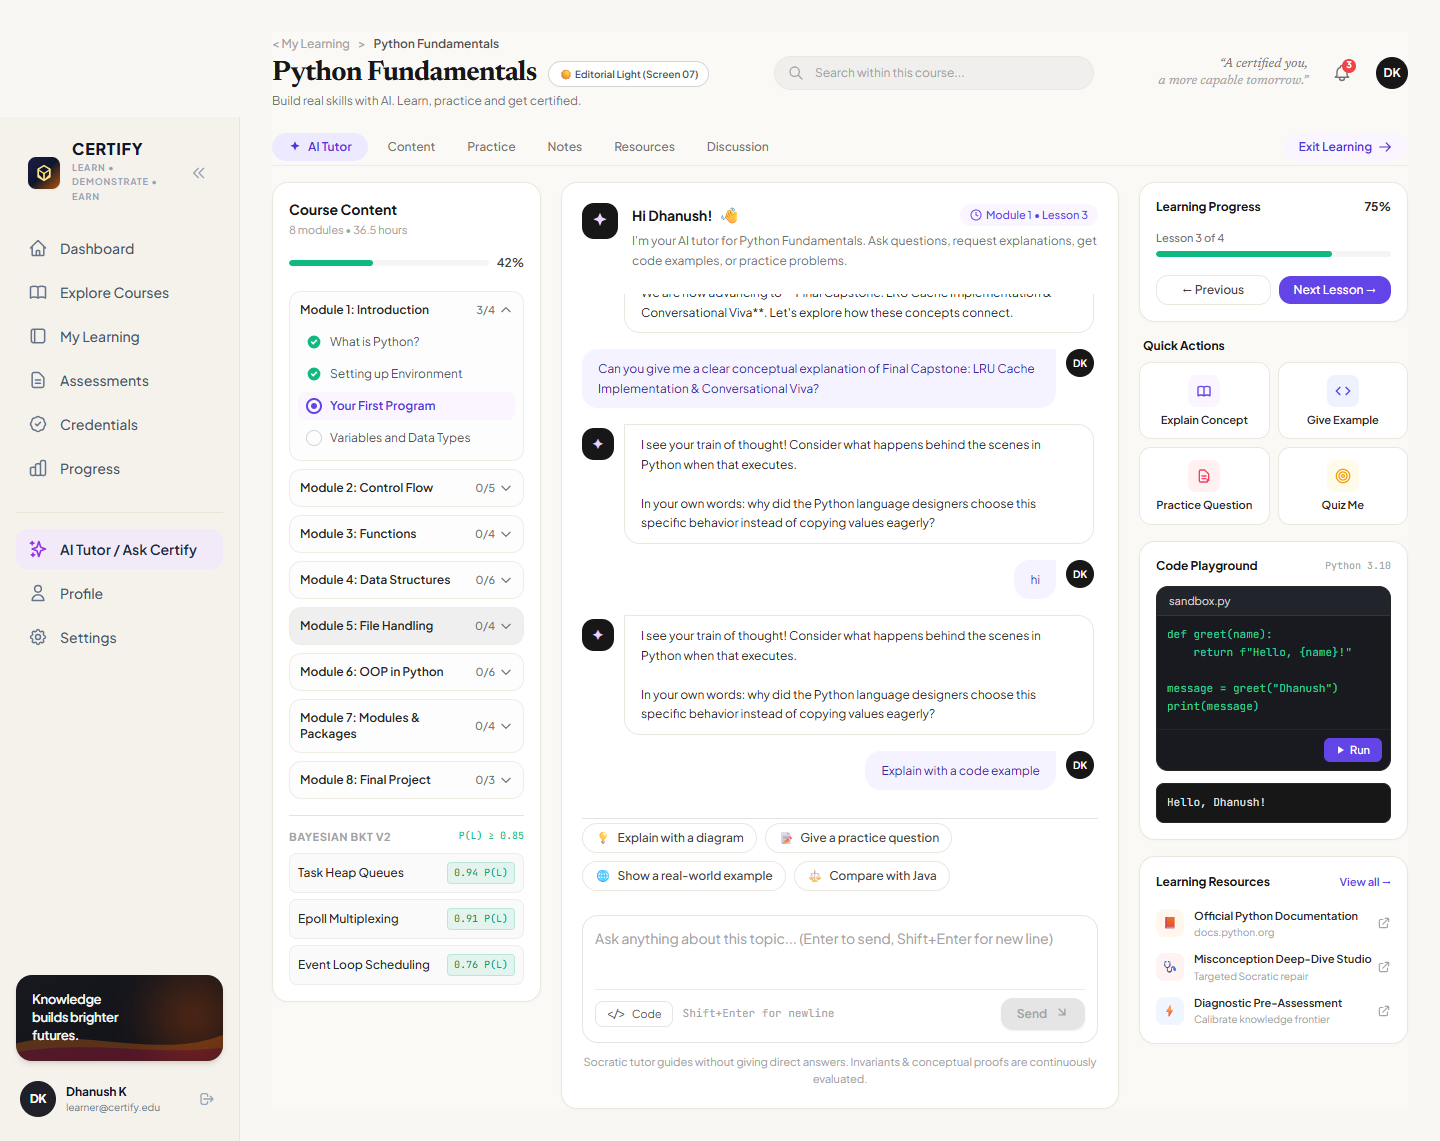 < My Learning > Python Fundamentals
Python Fundamentals
Editorial Light (Screen 07)
Build real skills with AI. Learn, practice and get certified.
Search within this course...
“A certified you,
a more capable tomorrow.”
3
DK
CERTIFY
LEARN •
DEMONSTRATE •
EARN
Dashboard
Explore Courses
My Learning
Assessments
Credentials
Progress
AI Tutor / Ask Certify
Profile
Settings
Knowledge
builds brighter
futures.
DK
Dhanush K
learner@certify.edu
AI Tutor
Content
Practice
Notes
Resources
Discussion
Exit Learning →
Course Content
8 modules • 36.5 hours
42%
Module 1: Introduction 3/4
What is Python?
Setting up Environment
Your First Program
Variables and Data Types
Module 2: Control Flow 0/5
Module 3: Functions 0/4
Module 4: Data Structures 0/6
Module 5: File Handling 0/4
Module 6: OOP in Python 0/6
Module 7: Modules &
Packages 0/4
Module 8: Final Project 0/3
BAYESIAN BKT V2 P(L) ≥ 0.85
Task Heap Queues 0.94 P(L)
Epoll Multiplexing 0.91 P(L)
Event Loop Scheduling 0.76 P(L)
Hi Dhanush! 👋
Module 1 • Lesson 3
I'm your AI tutor for Python Fundamentals. Ask questions, request explanations, get
code examples, or practice problems.
We are now advancing to **Final Capstone: LRU Cache Implementation &
Conversational Viva**. Let's explore how these concepts connect.
Can you give me a clear conceptual explanation of Final Capstone: LRU Cache
Implementation & Conversational Viva?
DK
I see your train of thought! Consider what happens behind the scenes in
Python when that executes.
In your own words: why did the Python language designers choose this
specific behavior instead of copying values eagerly?
hi
DK
I see your train of thought! Consider what happens behind the scenes in
Python when that executes.
In your own words: why did the Python language designers choose this
specific behavior instead of copying values eagerly?
Explain with a code example
DK
Explain with a diagram
Give a practice question
Show a real-world example
Compare with Java
Ask anything about this topic... (Enter to send, Shift+Enter for new line)
</> Code
Shift+Enter for newline
Send
Socratic tutor guides without giving direct answers. Invariants & conceptual proofs are continuously
evaluated.
Learning Progress 75%
Lesson 3 of 4
← Previous
Next Lesson →
Quick Actions
Explain Concept
Give Example
Practice Question
Quiz Me
Code Playground Python 3.10
sandbox.py
def greet(name):
    return f"Hello, {name}!"
message = greet("Dhanush")
print(message)
Run
Hello, Dhanush!
Learning Resources View all →
Official Python Documentation
docs.python.org
Misconception Deep-Dive Studio
Targeted Socratic repair
Diagnostic Pre-Assessment
Calibrate knowledge frontier